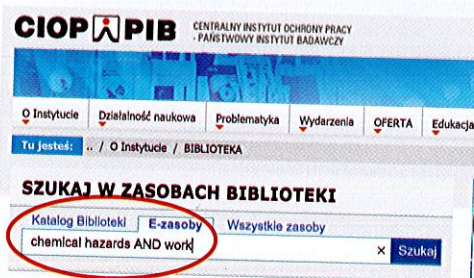 CIOP PIB
CENTRALNY INSTYTUT OCHRONY PRACY
- PAŃSTWOWY INSTYTUT BADAWCZY
O Instytucie Działalność naukowa Problematyka Wydarzenia OFERTA Edukacja
Tu jesteś: .. / O Instytucie / BIBLIOTEKA
SZUKAJ W ZASOBACH BIBLIOTEKI
Katalog Biblioteki E-zasoby Wszystkie zasoby
chemical hazards AND work × Szukaj